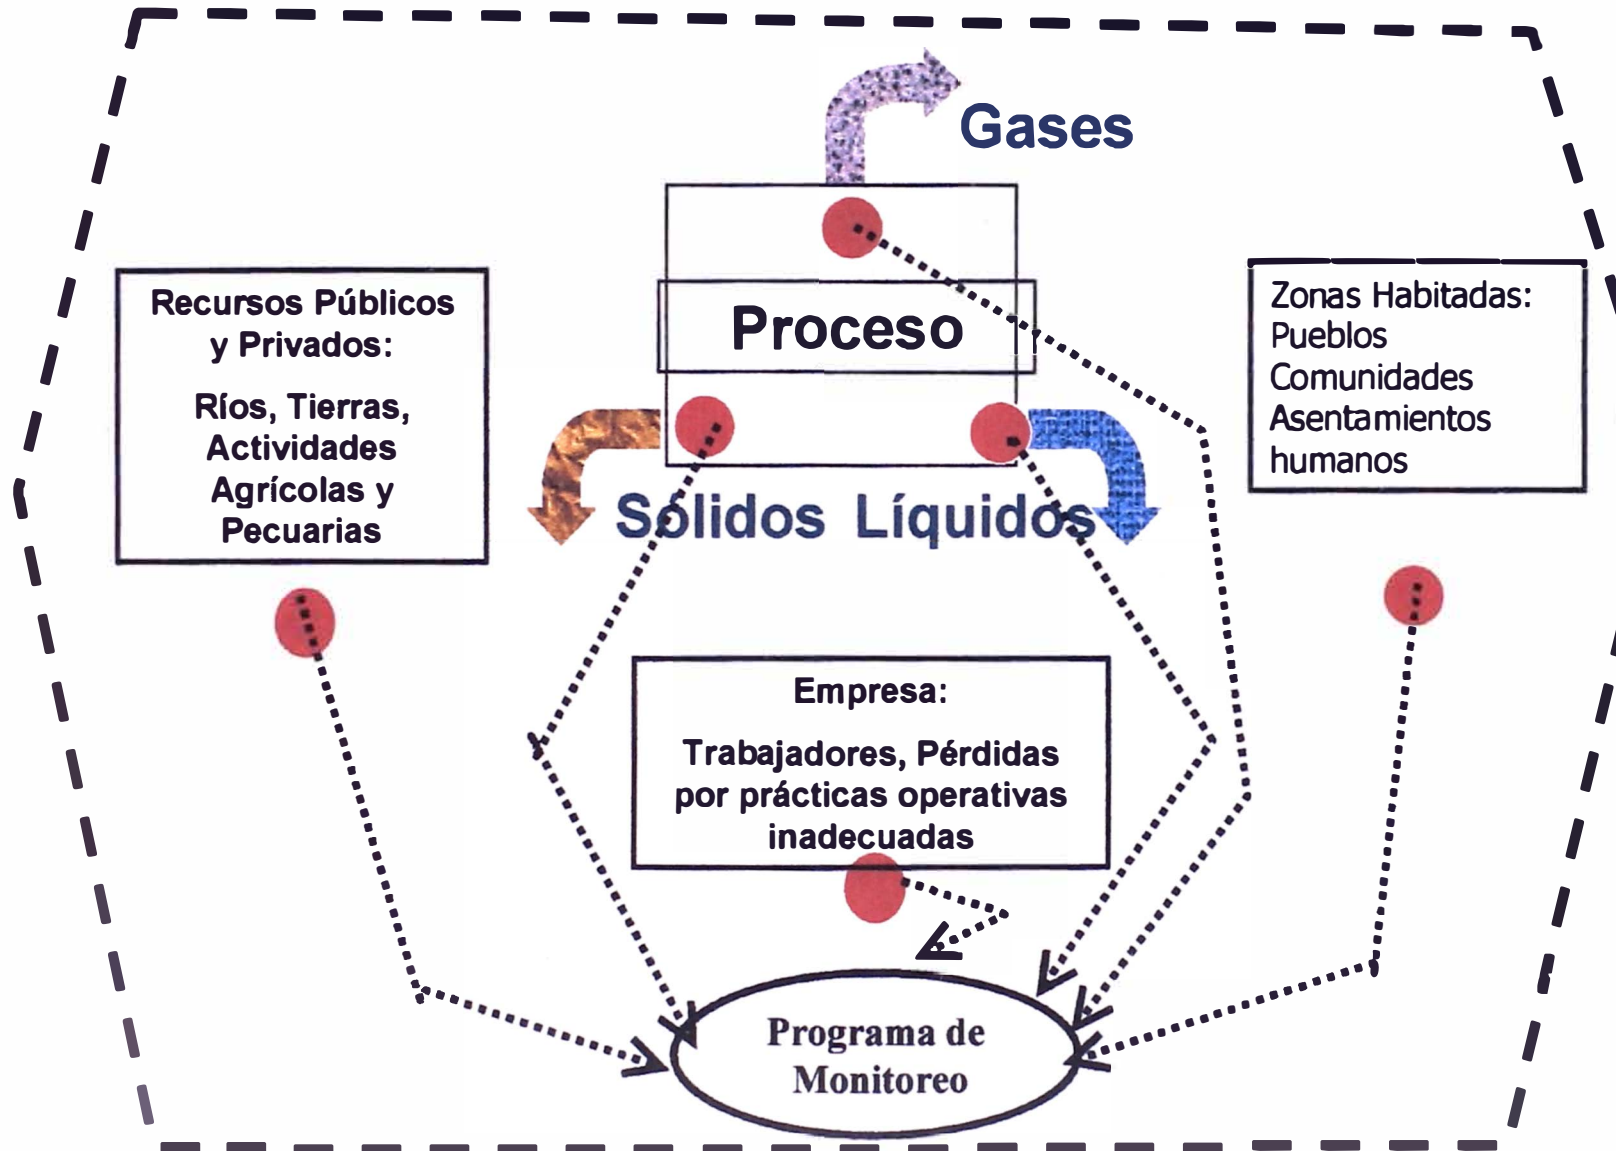 Gases
Recursos Públicos
y Privados:
Ríos, Tierras,
Actividades
Agrícolas y
Pecuarias
Proceso
Zonas Habitadas:
Pueblos
Comunidades
Asentamientos
humanos
Sólidos Líquidos
Empresa:
Trabajadores, Pérdidas
por prácticas operativas
inadecuadas
Programa de
Monitoreo